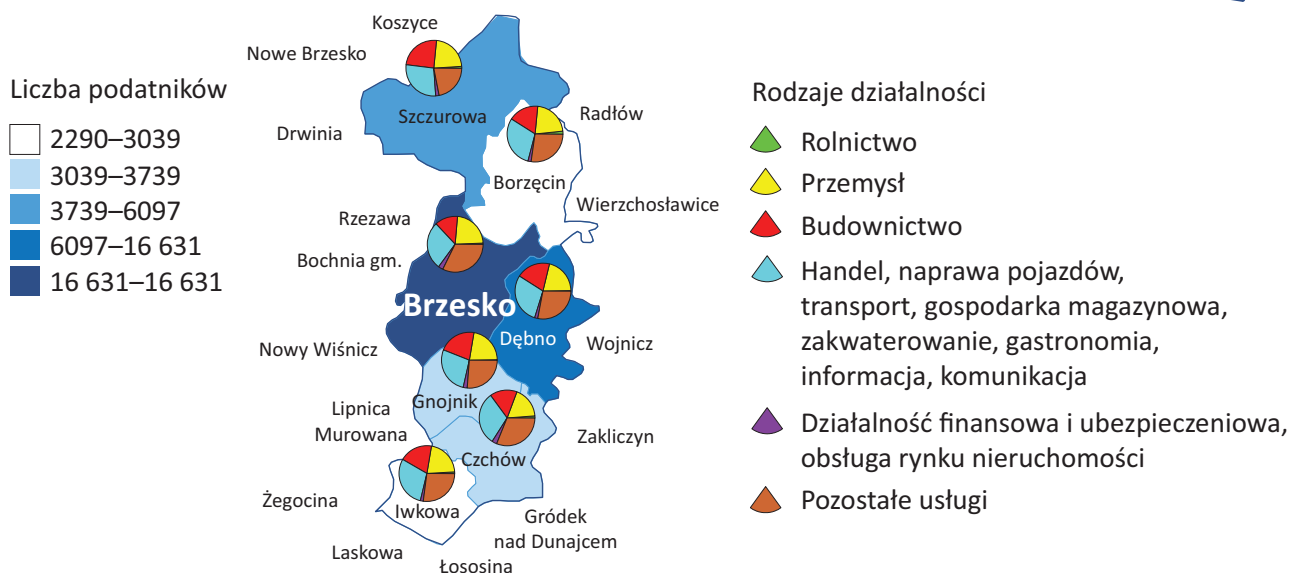 Liczba podatników
2290–3039
3039–3739
3739–6097
6097–16 631
16 631–16 631
Koszyce
Nowe Brzesko
Szczurowa
Radłów
Drwinia
Borzęcin
Wierzchosławice
Rzezawa
Bochnia gm.
Brzesko
Dębno
Wojnicz
Nowy Wiśnicz
Gnojnik
Lipnica
Murowana
Zakliczyn
Czchów
Żegocina
Iwkowa
Gródek
nad Dunajcem
Laskowa
Łososina
Rodzaje działalności
Rolnictwo
Przemysł
Budownictwo
Handel, naprawa pojazdów,
transport, gospodarka magazynowa,
zakwaterowanie, gastronomia,
informacja, komunikacja
Działalność finansowa i ubezpieczeniowa,
obsługa rynku nieruchomości
Pozostałe usługi